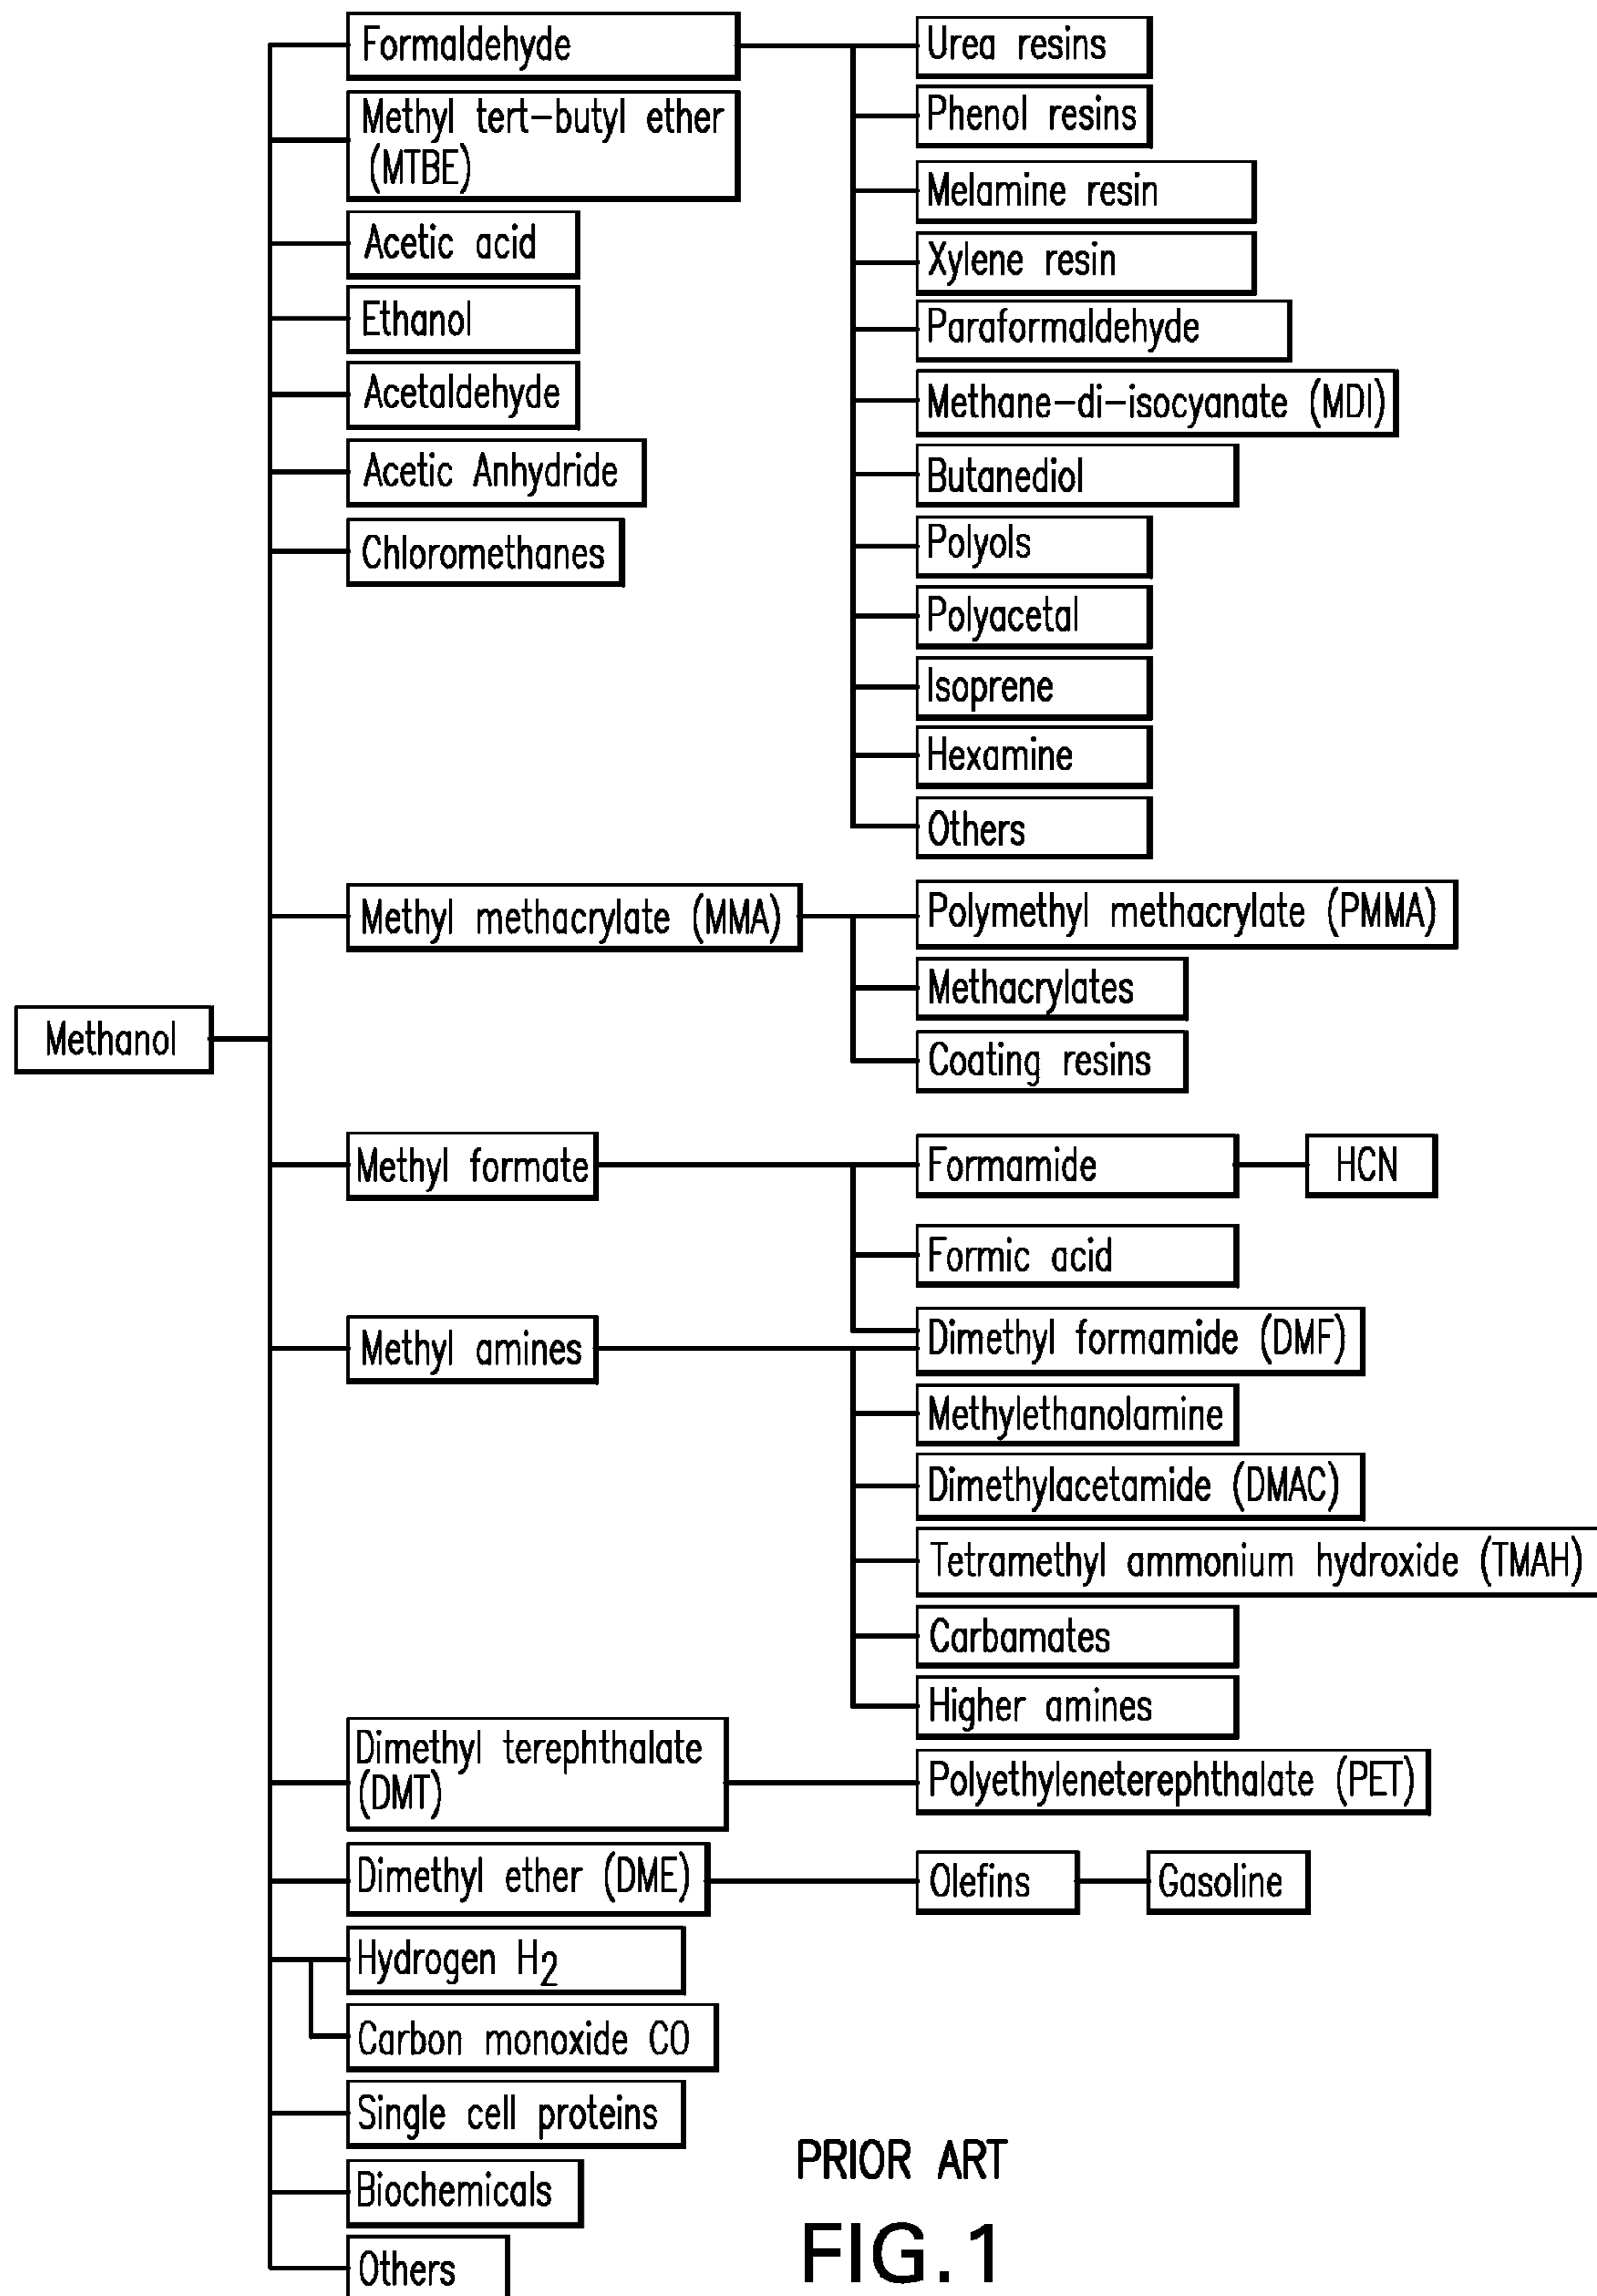 Formaldehyde
Urea resins
Phenol resins
Melamine resin
Xylene resin
Paraformaldehyde
Methane-di-isocyanate (MDI)
Butanediol
Polyols
Polyacetal
Isoprene
Hexamine
Others
Methyl tert-butyl ether
(MTBE)
Acetic acid
Ethanol
Acetaldehyde
Acetic Anhydride
Chloromethanes
Methyl methacrylate (MMA)
Polymethyl methacrylate (PMMA)
Methacrylates
Coating resins
Methanol
Methyl formate
Formamide
HCN
Formic acid
Methyl amines
Dimethyl formamide (DMF)
Methylethanolamine
Dimethylacetamide (DMAC)
Tetramethyl ammonium hydroxide (TMAH)
Carbamates
Higher amines
Dimethyl terephthalate
(DMT)
Polyethyleneterephthalate (PET)
Dimethyl ether (DME)
Olefins
Gasoline
Hydrogen H2
Carbon monoxide CO
Single cell proteins
Biochemicals
Others
PRIOR ART
FIG.1